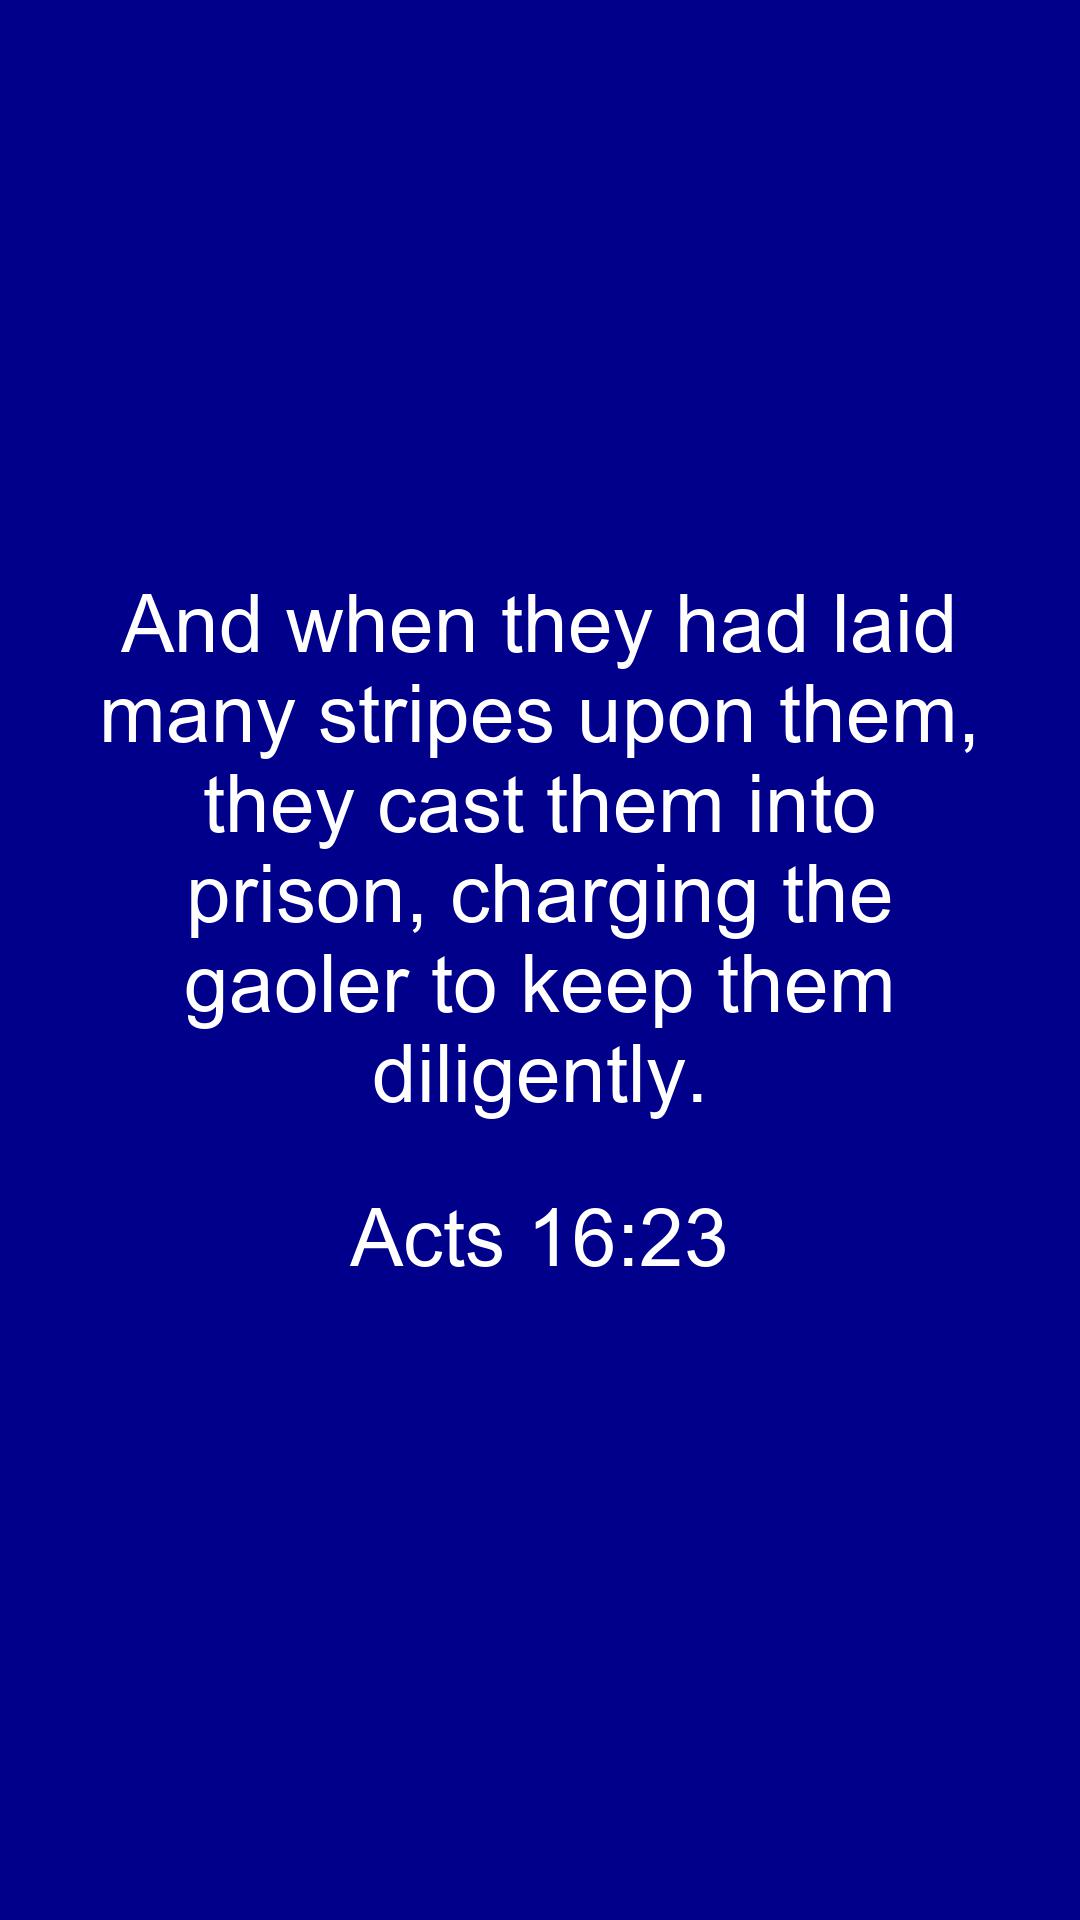 And when they had laid
many stripes upon them,
they cast them into
prison, charging the
gaoler to keep them
diligently.
Acts 16:23